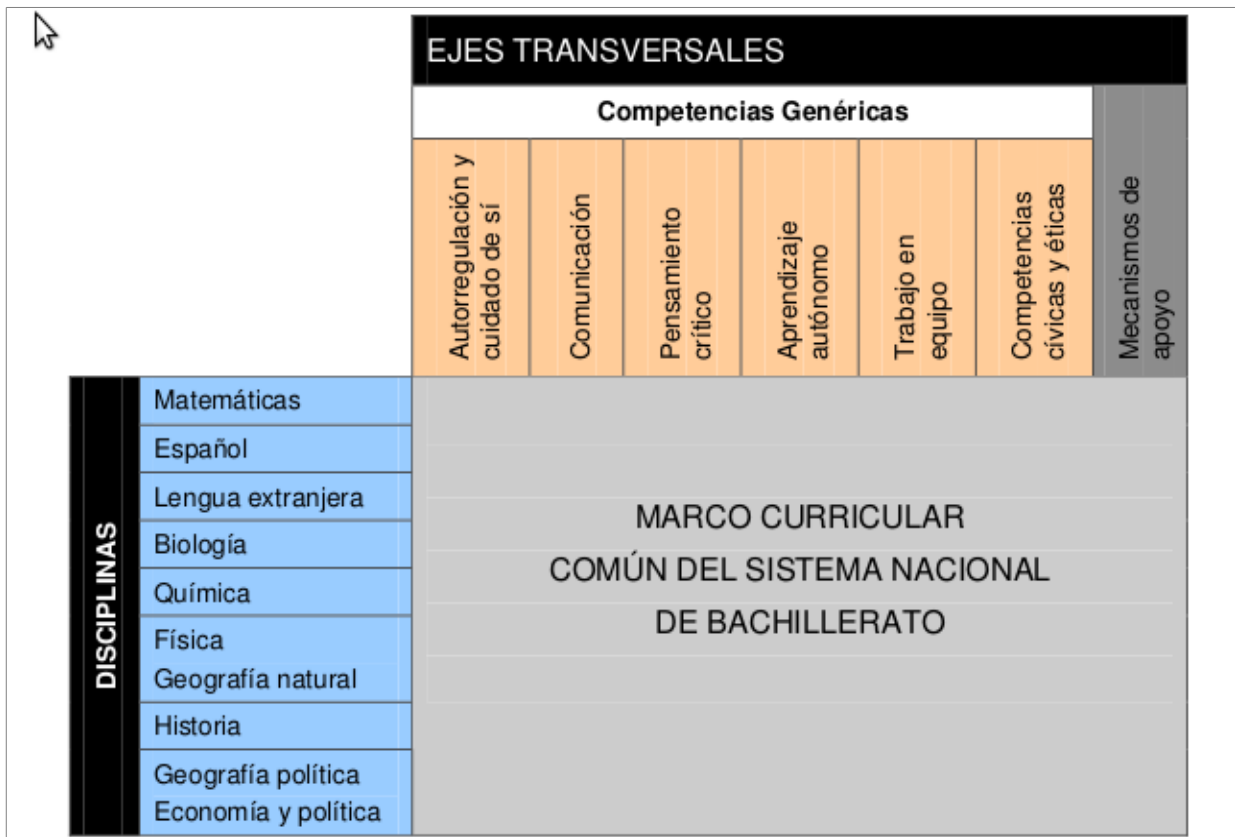 EJES TRANSVERSALES
Competencias Genéricas
Autorregulación y
cuidado de sí
Comunicación
Pensamiento
crítico
Aprendizaje
autónomo
Trabajo en
equipo
Competencias
cívicas y éticas
Mecanismos de
apoyo
DISCIPLINAS
Matemáticas
Español
Lengua extranjera
Biología
Química
Física
Geografía natural
Historia
Geografía política
Economía y política
MARCO CURRICULAR
COMÚN DEL SISTEMA NACIONAL
DE BACHILLERATO